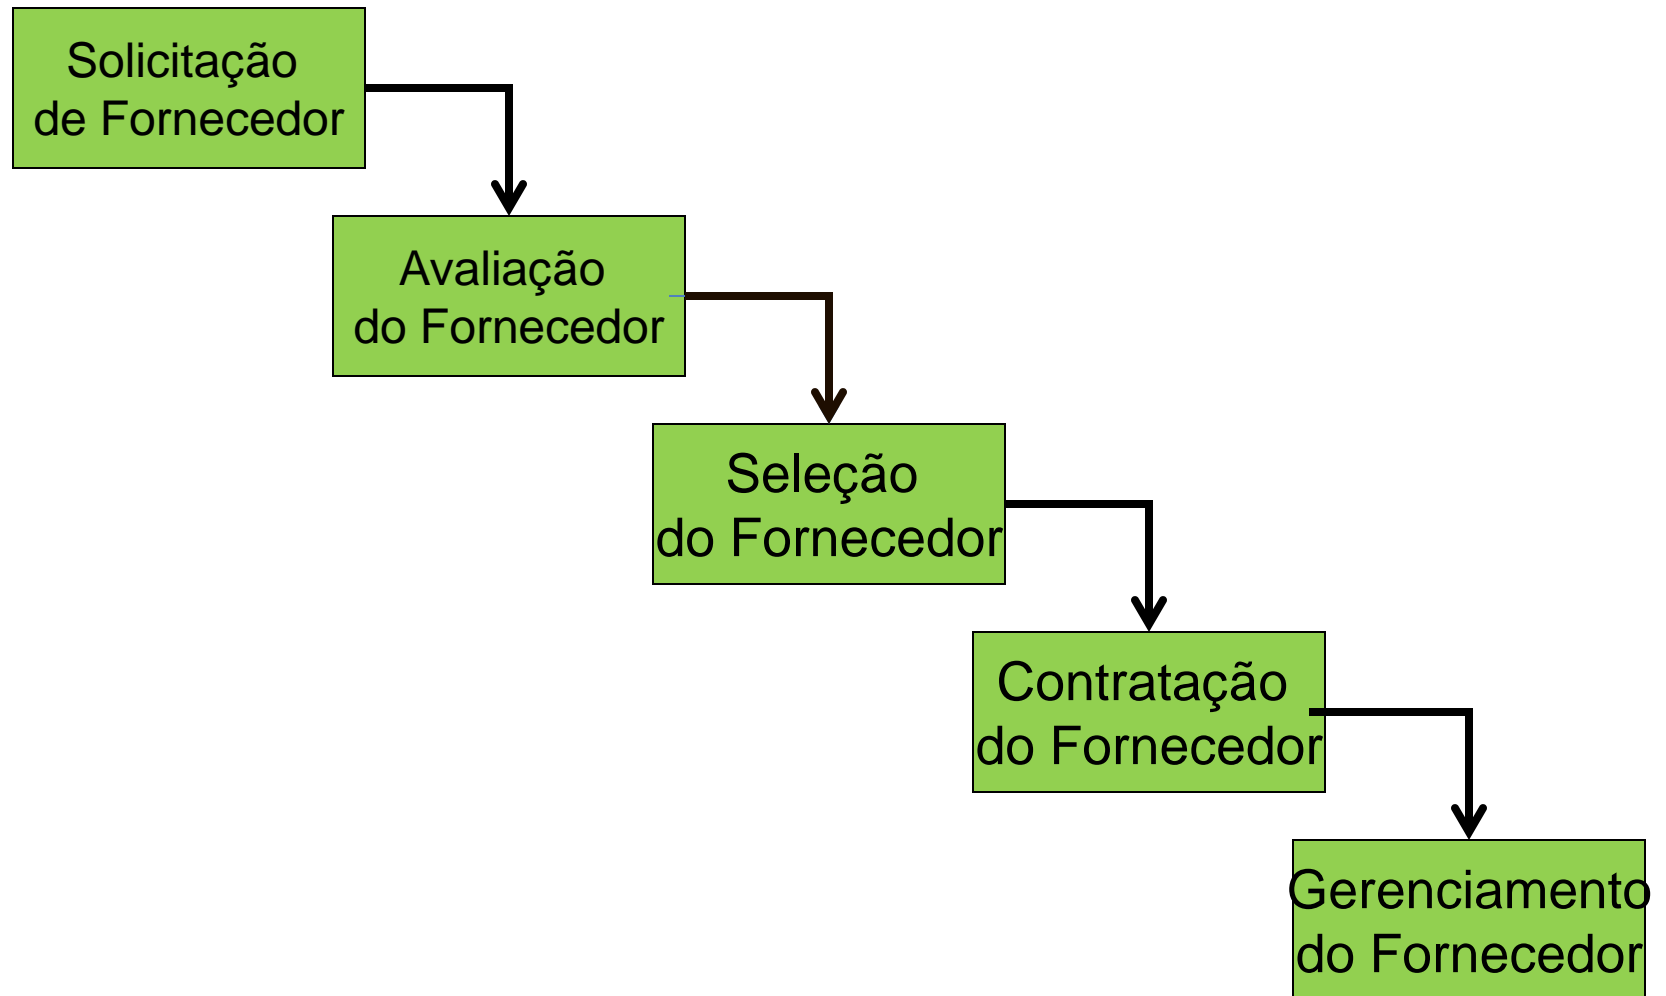 Solicitação
de Fornecedor
Avaliação
do Fornecedor
Seleção
do Fornecedor
Contratação
do Fornecedor
Gerenciamento
do Fornecedor